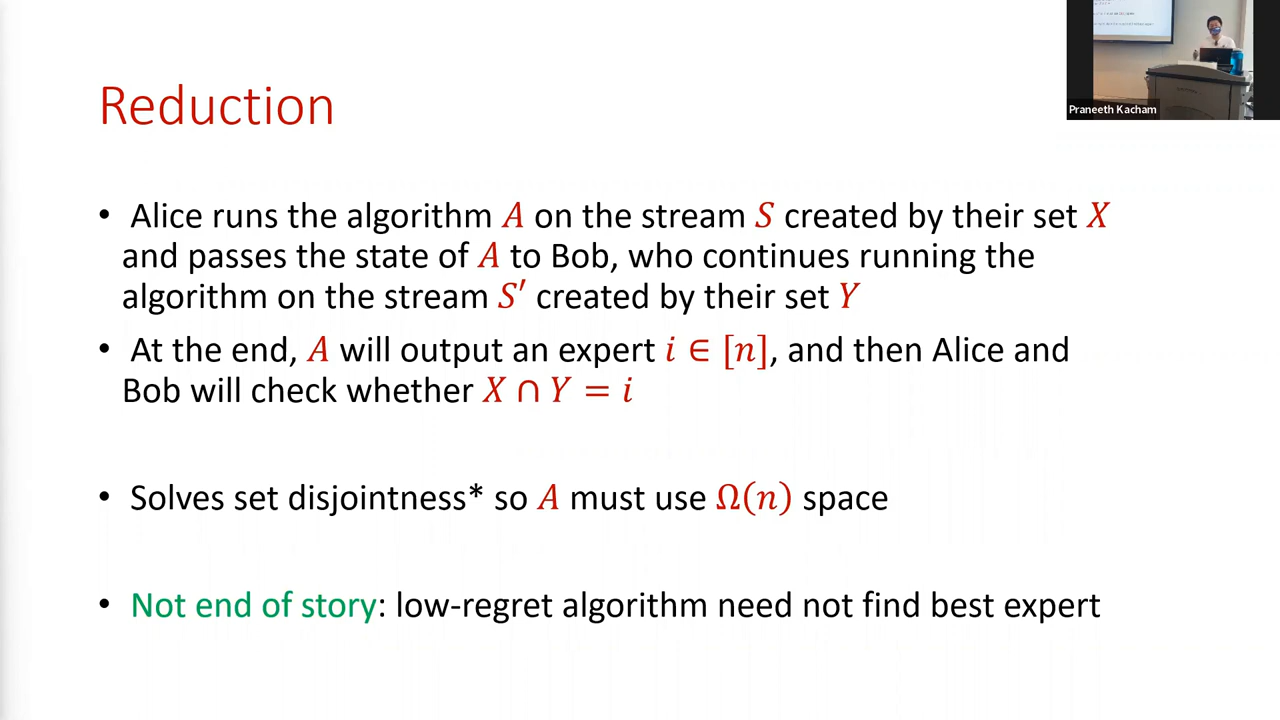 Reduction
Praneeth Kacham
• Alice runs the algorithm A on the stream S created by their set X
and passes the state of A to Bob, who continues running the
algorithm on the stream S′ created by their set Y
• At the end, A will output an expert i ∈ [n], and then Alice and
Bob will check whether X ∩ Y = i
• Solves set disjointness* so A must use Ω(n) space
• Not end of story: low-regret algorithm need not find best expert